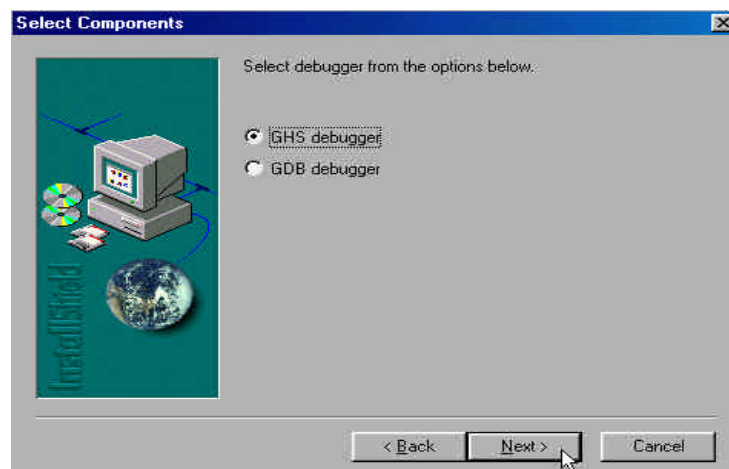 Select Components
Select debugger from the options below.
GHS debugger
GDB debugger
InstallShield
< Back
Next >
Cancel